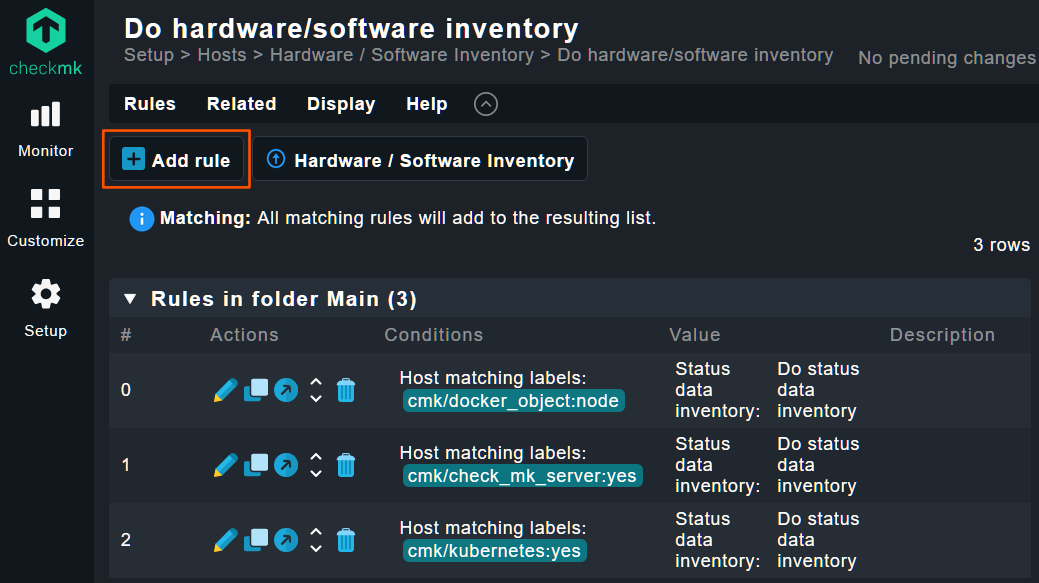 Do hardware/software inventory
Setup > Hosts > Hardware / Software Inventory > Do hardware/software inventory
No pending changes
checkmk
Rules Related Display Help
Monitor
Add rule Hardware / Software Inventory
Matching: All matching rules will add to the resulting list.
Customize
3 rows
Rules in folder Main (3)
Setup
# Actions Conditions Value Description
0
Host matching labels:
cmk/docker_object:node
Status
data
inventory:
Do status
data
inventory
1
Host matching labels:
cmk/check_mk_server:yes
Status
data
inventory:
Do status
data
inventory
2
Host matching labels:
cmk/kubernetes:yes
Status
data
inventory:
Do status
data
inventory